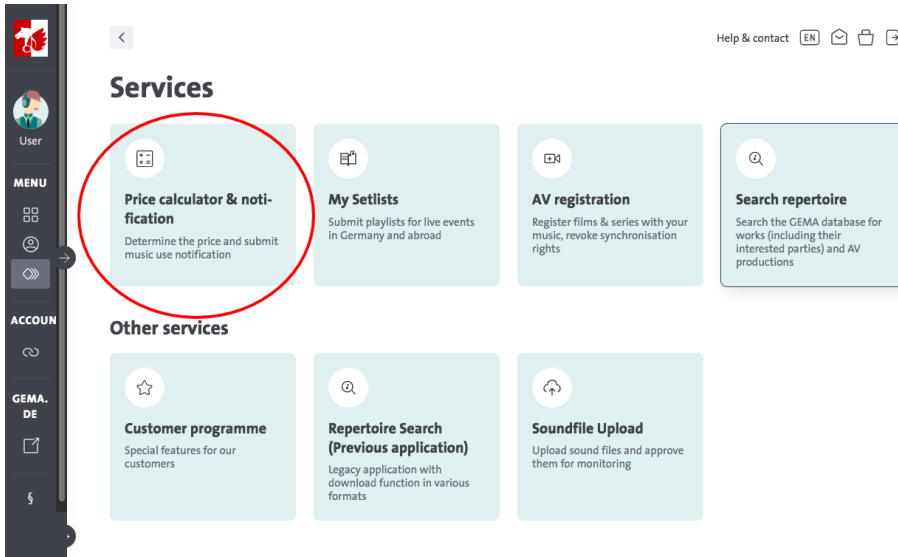 Help & contact EN
User
MENU
ACCOUN
GEMA.
DE
§
Services
Price calculator & noti-
fication
Determine the price and submit
music use notification
My Setlists
Submit playlists for live events
in Germany and abroad
AV registration
Register films & series with your
music, revoke synchronisation
rights
Search repertoire
Search the GEMA database for
works (including their
interested parties) and AV
productions
Other services
Customer programme
Special features for our
customers
Repertoire Search
(Previous application)
Legacy application with
download function in various
formats
Soundfile Upload
Upload sound files and approve
them for monitoring